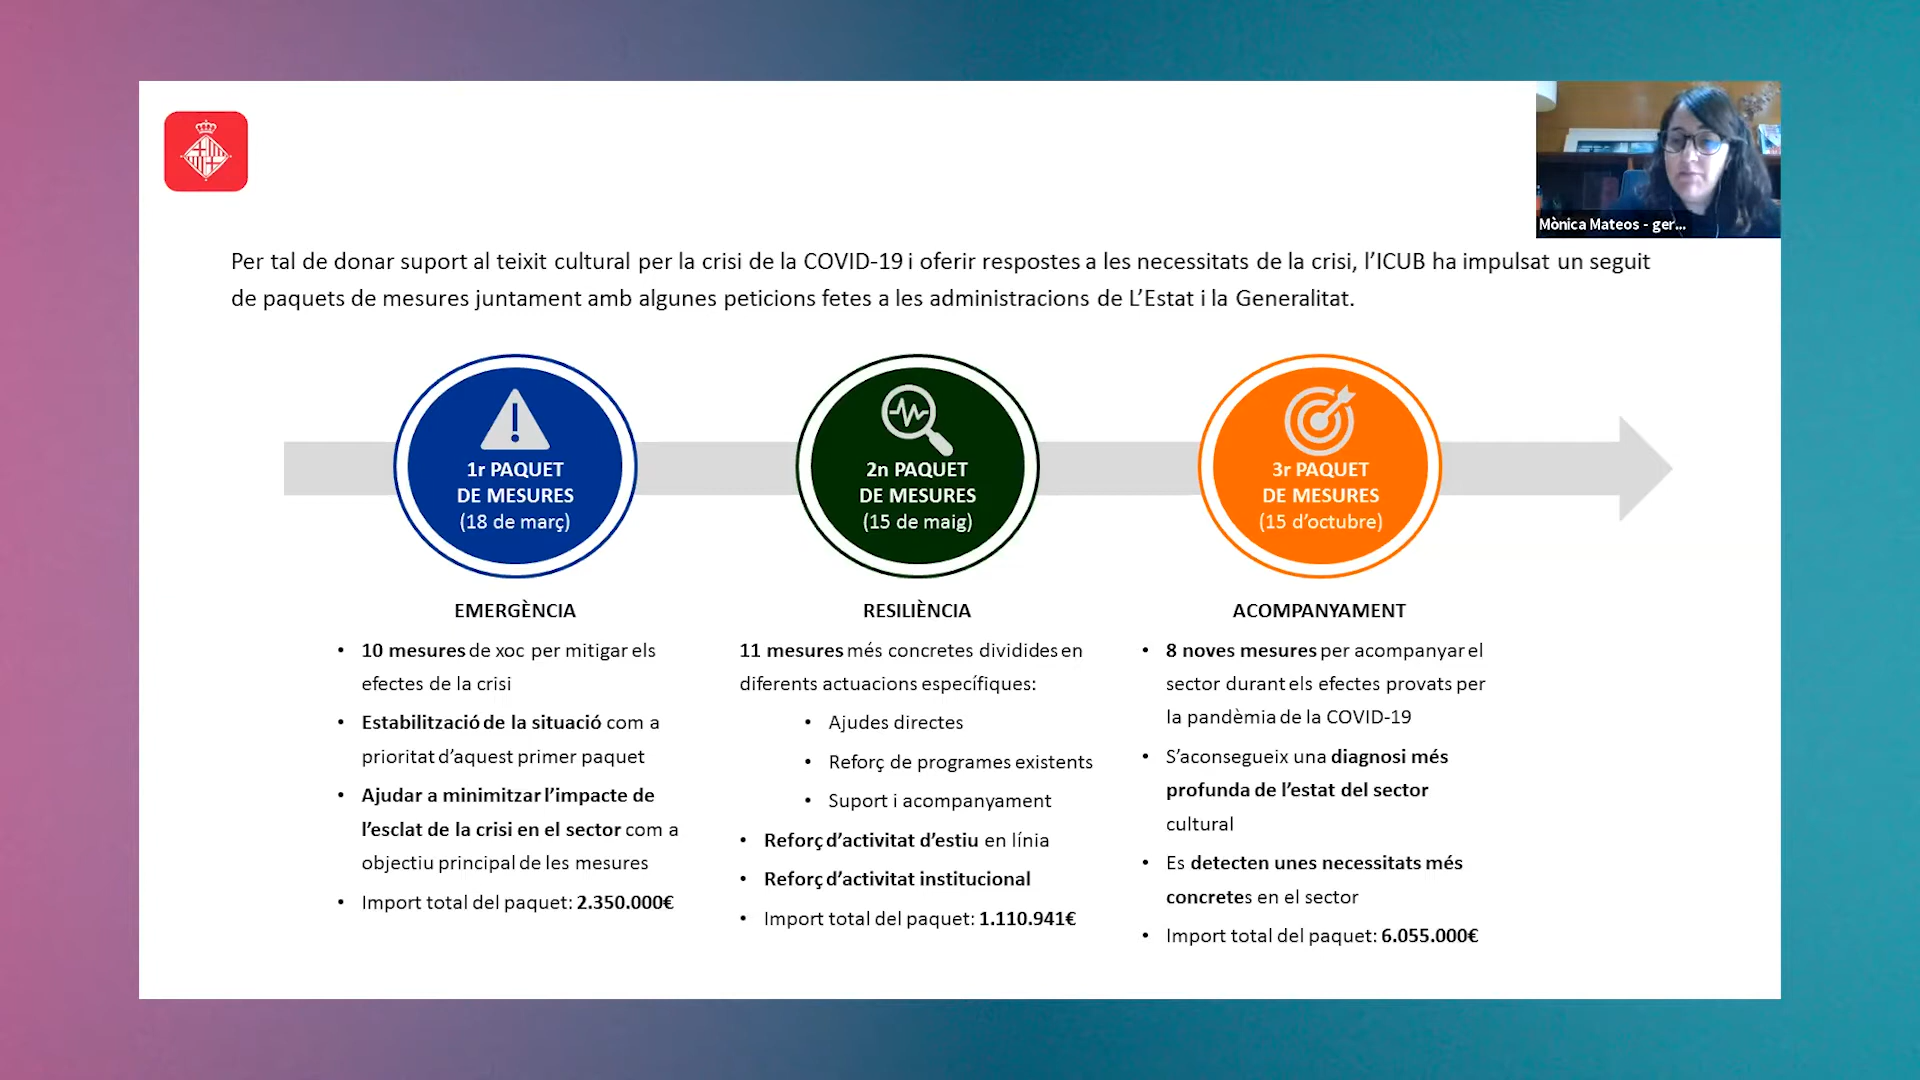 Mònica Mateos - ger...
Per tal de donar suport al teixit cultural per la crisi de la COVID-19 i oferir respostes a les necessitats de la crisi, l’ICUB ha impulsat un seguit
de paquets de mesures juntament amb algunes peticions fetes a les administracions de L’Estat i la Generalitat.
1r PAQUET
DE MESURES
(18 de març)
2n PAQUET
DE MESURES
(15 de maig)
3r PAQUET
DE MESURES
(15 d’octubre)
EMERGÈNCIA
• 10 mesures de xoc per mitigar els
efectes de la crisi
• Estabilització de la situació com a
prioritat d’aquest primer paquet
• Ajudar a minimitzar l’impacte de
l’esclat de la crisi en el sector com a
objectiu principal de les mesures
• Import total del paquet: 2.350.000€
RESILIÈNCIA
11 mesures més concretes dividides en
diferents actuacions específiques:
• Ajudes directes
• Reforç de programes existents
• Suport i acompanyament
• Reforç d’activitat d’estiu en línia
• Reforç d’activitat institucional
• Import total del paquet: 1.110.941€
ACOMPANYAMENT
• 8 noves mesures per acompanyar el
sector durant els efectes provats per
la pandèmia de la COVID-19
• S’aconsegueix una diagnosi més
profunda de l’estat del sector
cultural
• Es detecten unes necessitats més
concretes en el sector
• Import total del paquet: 6.055.000€